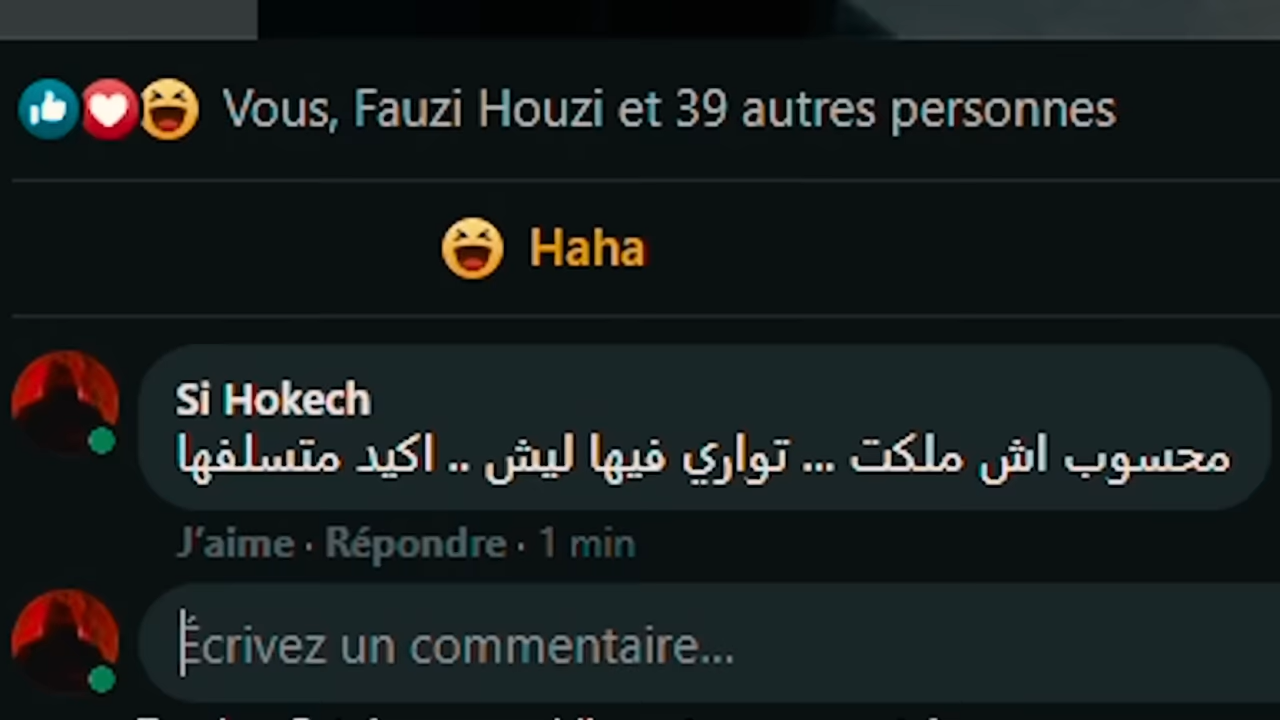 Vous, Fauzi Houzi et 39 autres personnes
Haha
Si Hokech
محسوب اش ملكت ... تواري فيها ليش .. اكيد متسلفها
J'aime · Répondre · 1 min
Écrivez un commentaire...